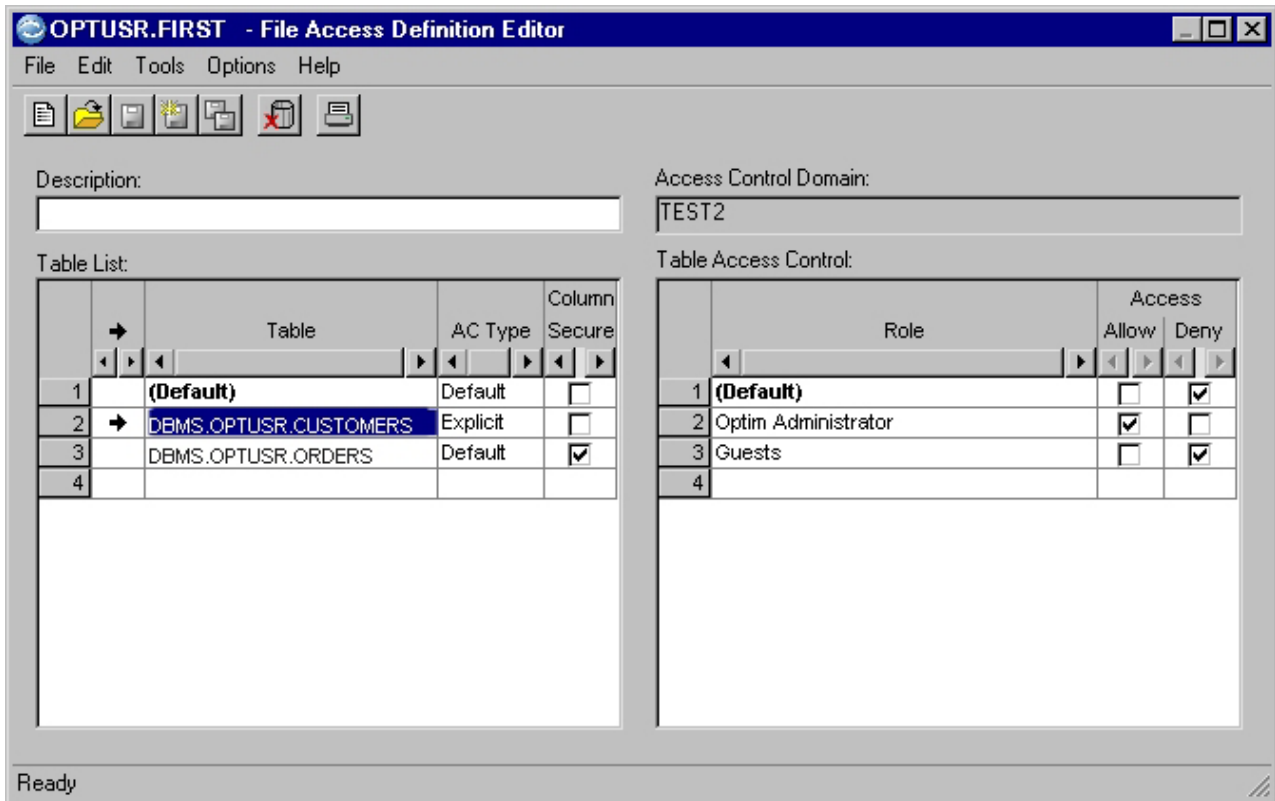 OPTUSR.FIRST - File Access Definition Editor
File Edit Tools Options Help
Description:
Access Control Domain:
TEST2
Table List:
Table Access Control:
Column
Table AC Type Secure
1 (Default) Default
2 DBMS.OPTUSR.CUSTOMERS Explicit
3 DBMS.OPTUSR.ORDERS Default
4
Access
Role Allow Deny
1 (Default)
2 Optim Administrator
3 Guests
4
Ready